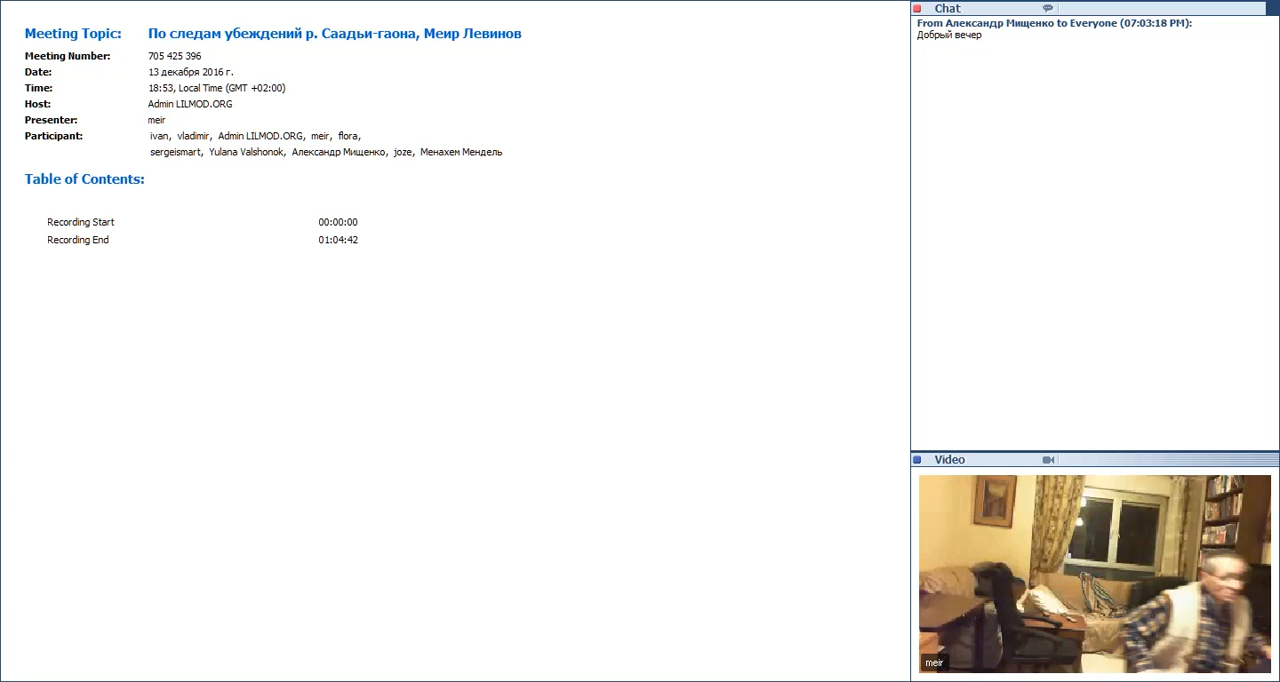 Meeting Topic: По следам убеждений р. Саадьи-гаона, Меир Левинов
Meeting Number: 705 425 396
Date: 13 декабря 2016 г.
Time: 18:53, Local Time (GMT +02:00)
Host: Admin LILMOD.ORG
Presenter: meir
Participant: ivan, vladimir, Admin LILMOD.ORG, meir, flora,
sergeismart, Yulana Valshonok, Александр Мищенко, joze, Менахем Мендель
Table of Contents:
Recording Start 00:00:00
Recording End 01:04:42
Chat
From Александр Мищенко to Everyone (07:03:18 PM):
Добрый вечер
Video
meir